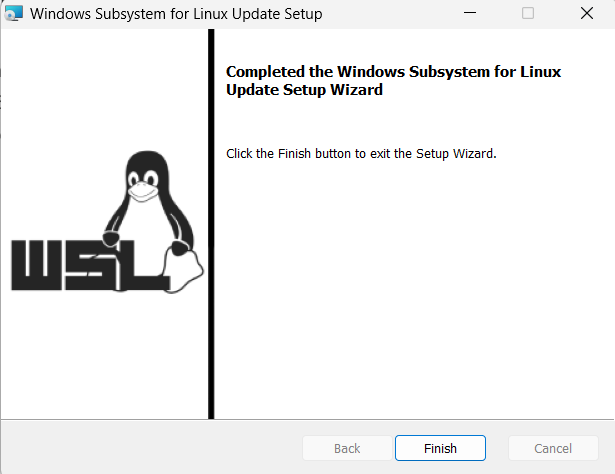 Windows Subsystem for Linux Update Setup
Completed the Windows Subsystem for Linux
Update Setup Wizard
Click the Finish button to exit the Setup Wizard.
WSL
Back
Finish
Cancel